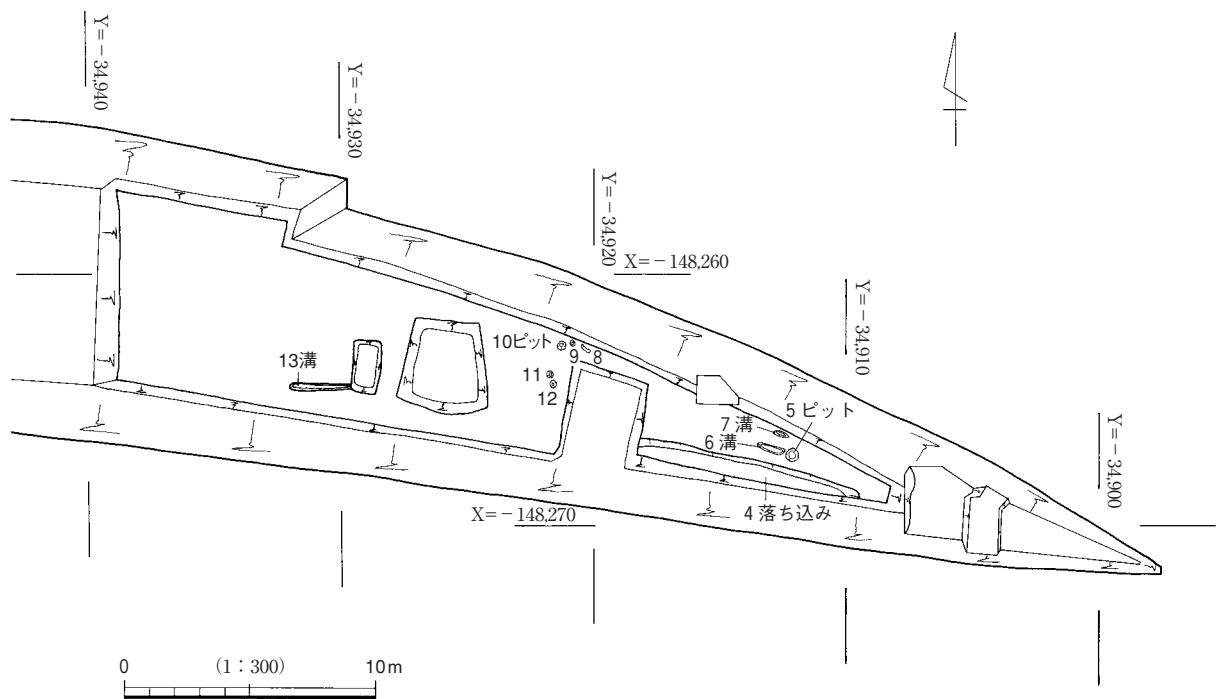 Y=－34,940
Y=－34,930
Y=－34,920
X=－148,260
Y=－34,910
10ピット
9
8
13溝
11
12
5ピット
7溝
6溝
Y=－34,900
X=－148,270
4落ち込み
0
(1：300)
10m